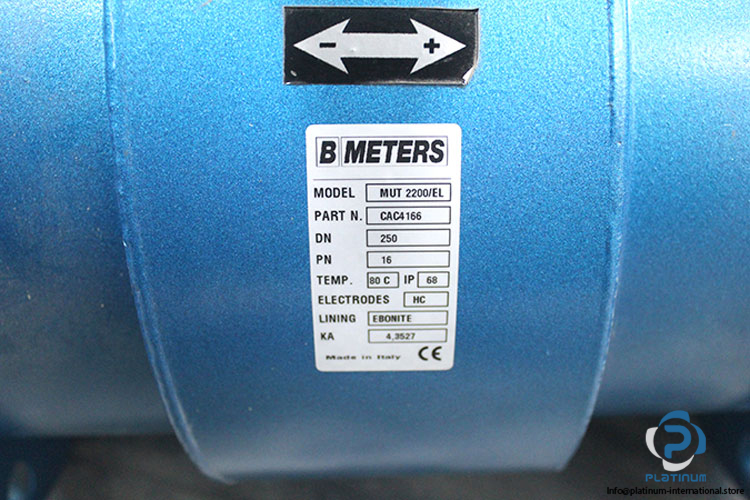 - +
B METERS
MODEL MUT 2200/EL
PART N. CAC4166
DN 250
PN 16
TEMP. 80 C IP 68
ELECTRODES HC
LINING EBONITE
KA 4,3527
Made in Italy CE
PLATINUM
Info@platinum-international.store